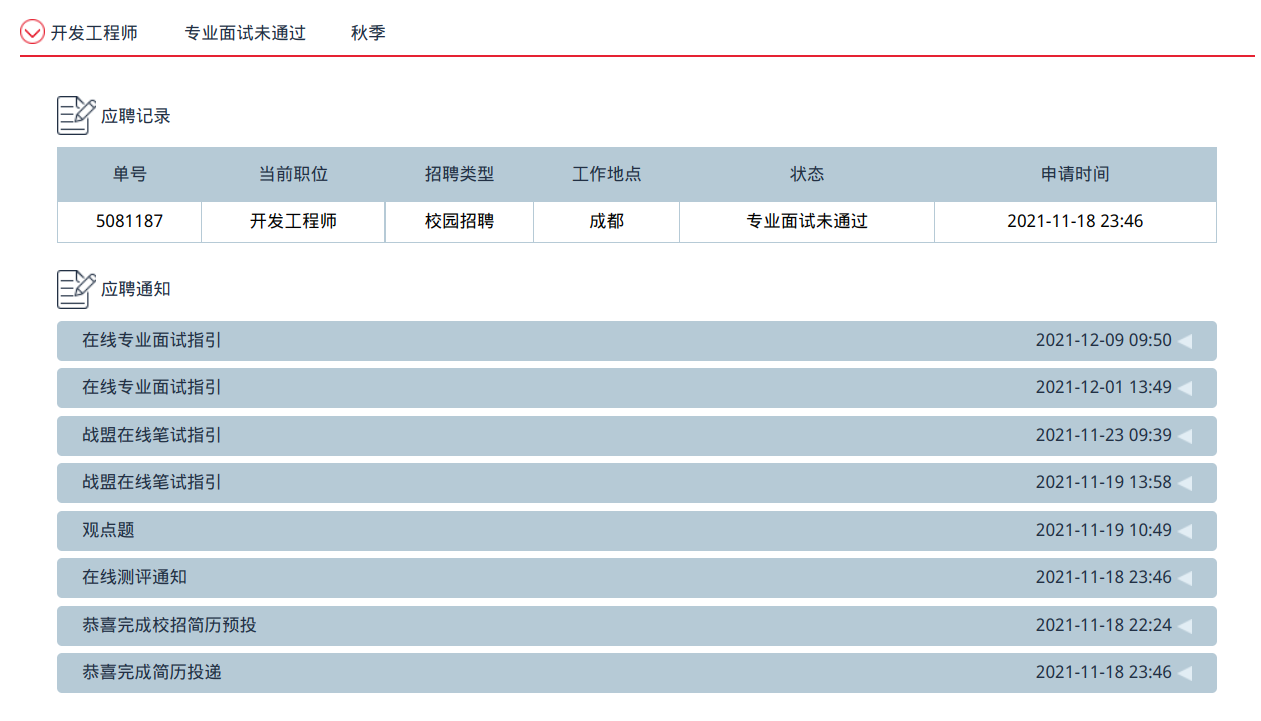 开发工程师 专业面试未通过 秋季
应聘记录
单号 当前职位 招聘类型 工作地点 状态 申请时间
5081187 开发工程师 校园招聘 成都 专业面试未通过 2021-11-18 23:46
应聘通知
在线专业面试指引 2021-12-09 09:50
在线专业面试指引 2021-12-01 13:49
战盟在线笔试指引 2021-11-23 09:39
战盟在线笔试指引 2021-11-19 13:58
观点题 2021-11-19 10:49
在线测评通知 2021-11-18 23:46
恭喜完成校招简历预投 2021-11-18 22:24
恭喜完成简历投递 2021-11-18 23:46